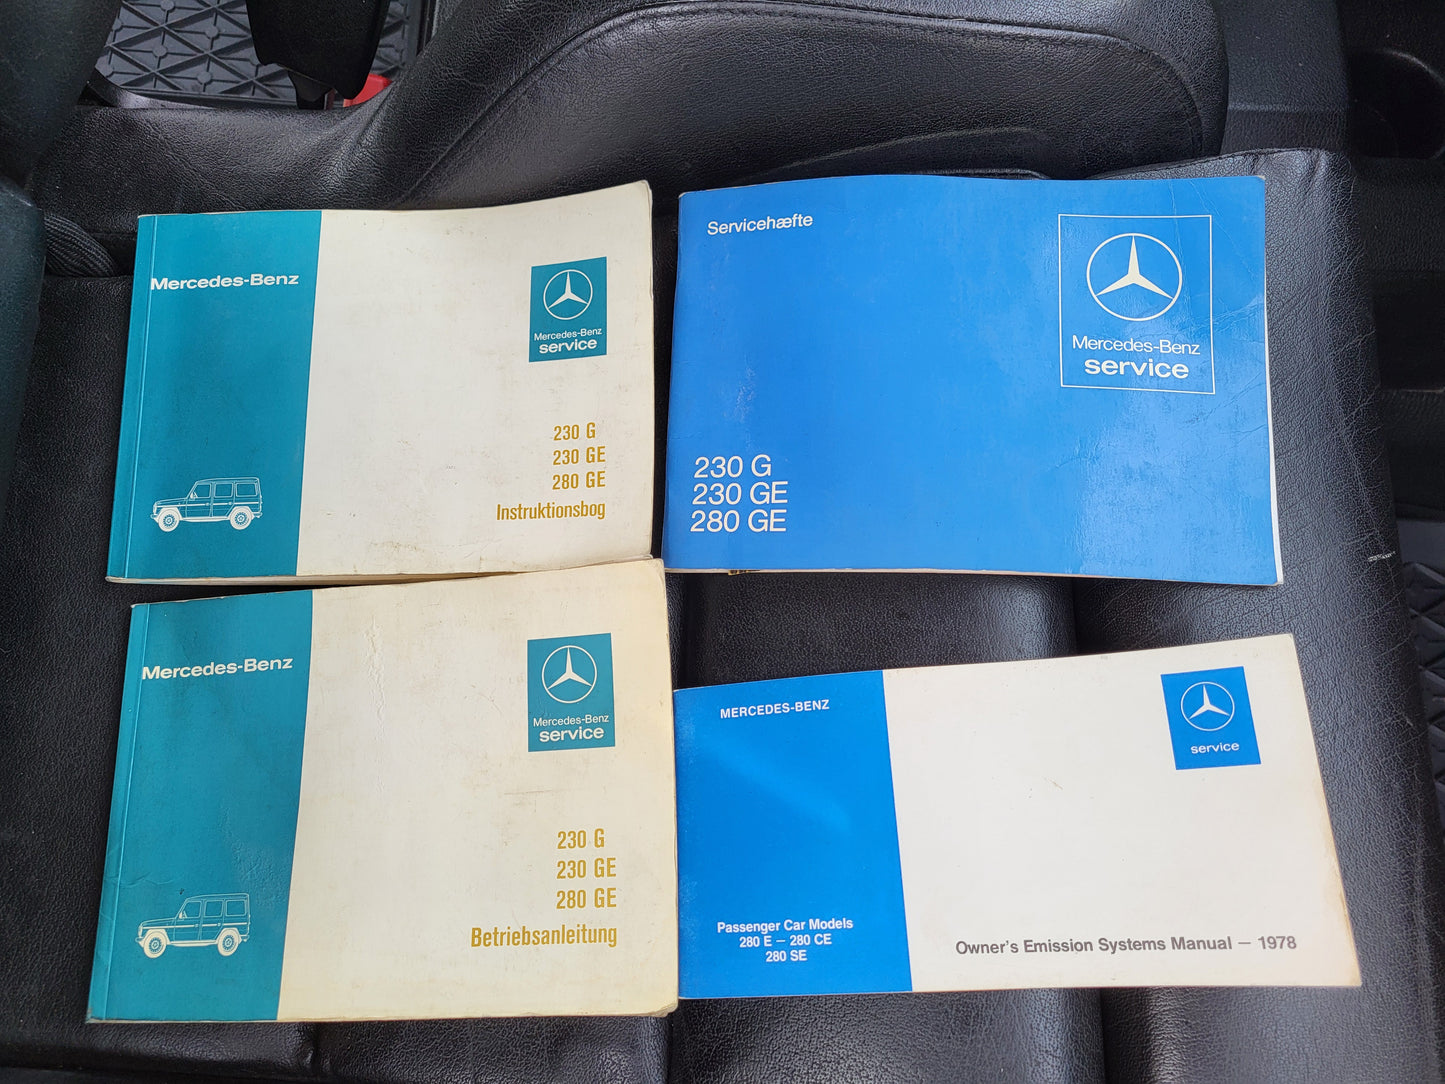 Mercedes-Benz
Mercedes-Benz
service
230 G
230 GE
280 GE
Instruktionsbog
Servicehæfte
Mercedes-Benz
service
230 G
230 GE
280 GE
Mercedes-Benz
Mercedes-Benz
service
230 G
230 GE
280 GE
Betriebsanleitung
MERCEDES-BENZ
service
Passenger Car Models
280 E – 280 CE
280 SE
Owner's Emission Systems Manual – 1978